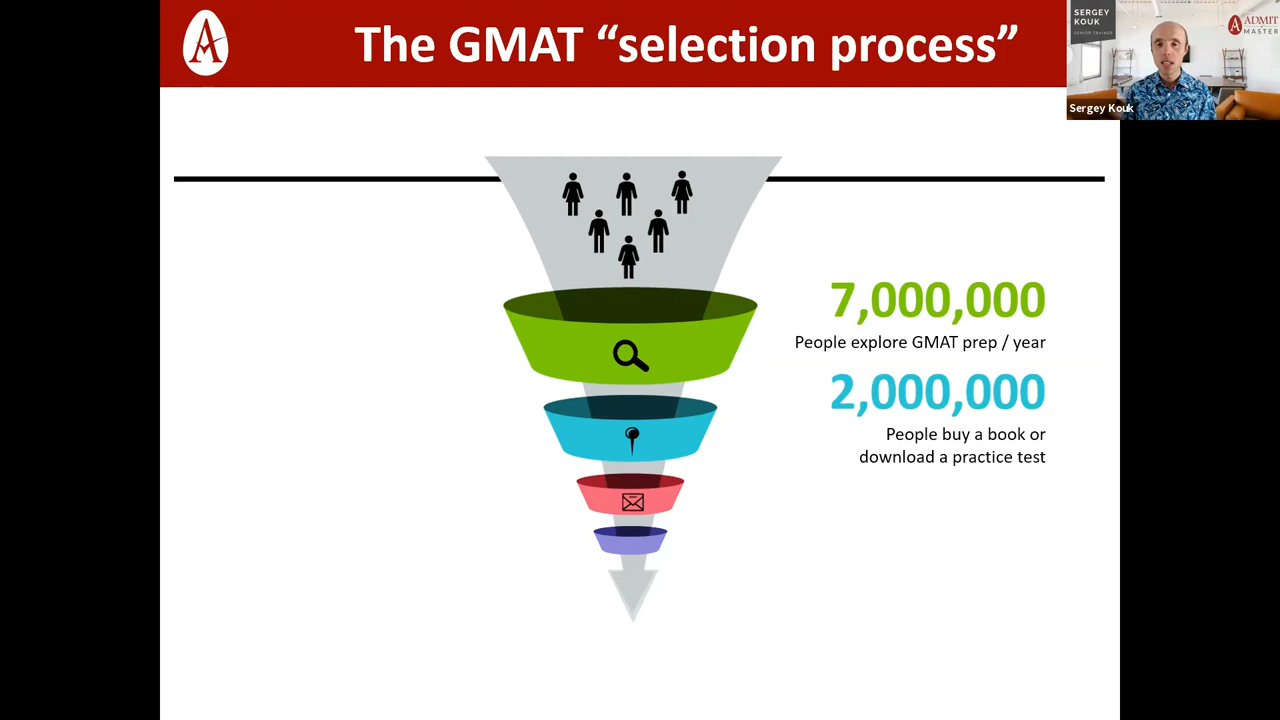 The GMAT “selection process”
SERGEY
KOUK
SENIOR TRAINER
ADMIT
MASTER
Sergey Kouk
7,000,000
People explore GMAT prep / year
2,000,000
People buy a book or
download a practice test